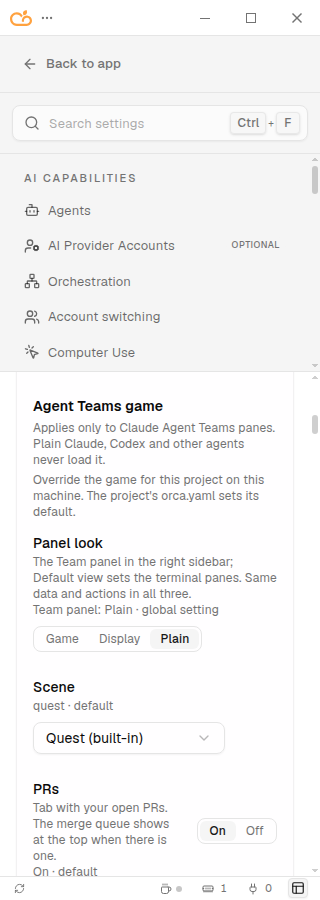 Back to app
Search settings
Ctrl + F
AI CAPABILITIES
Agents
AI Provider Accounts OPTIONAL
Orchestration
Account switching
Computer Use
Agent Teams game
Applies only to Claude Agent Teams panes.
Plain Claude, Codex and other agents
never load it.
Override the game for this project on this
machine. The project's orca.yaml sets its
default.
Panel look
The Team panel in the right sidebar;
Default view sets the terminal panes. Same
data and actions in all three.
Team panel: Plain · global setting
Game Display Plain
Scene
quest · default
Quest (built-in)
PRs
Tab with your open PRs.
The merge queue shows
at the top when there is
one.
On · default
On Off
1 0